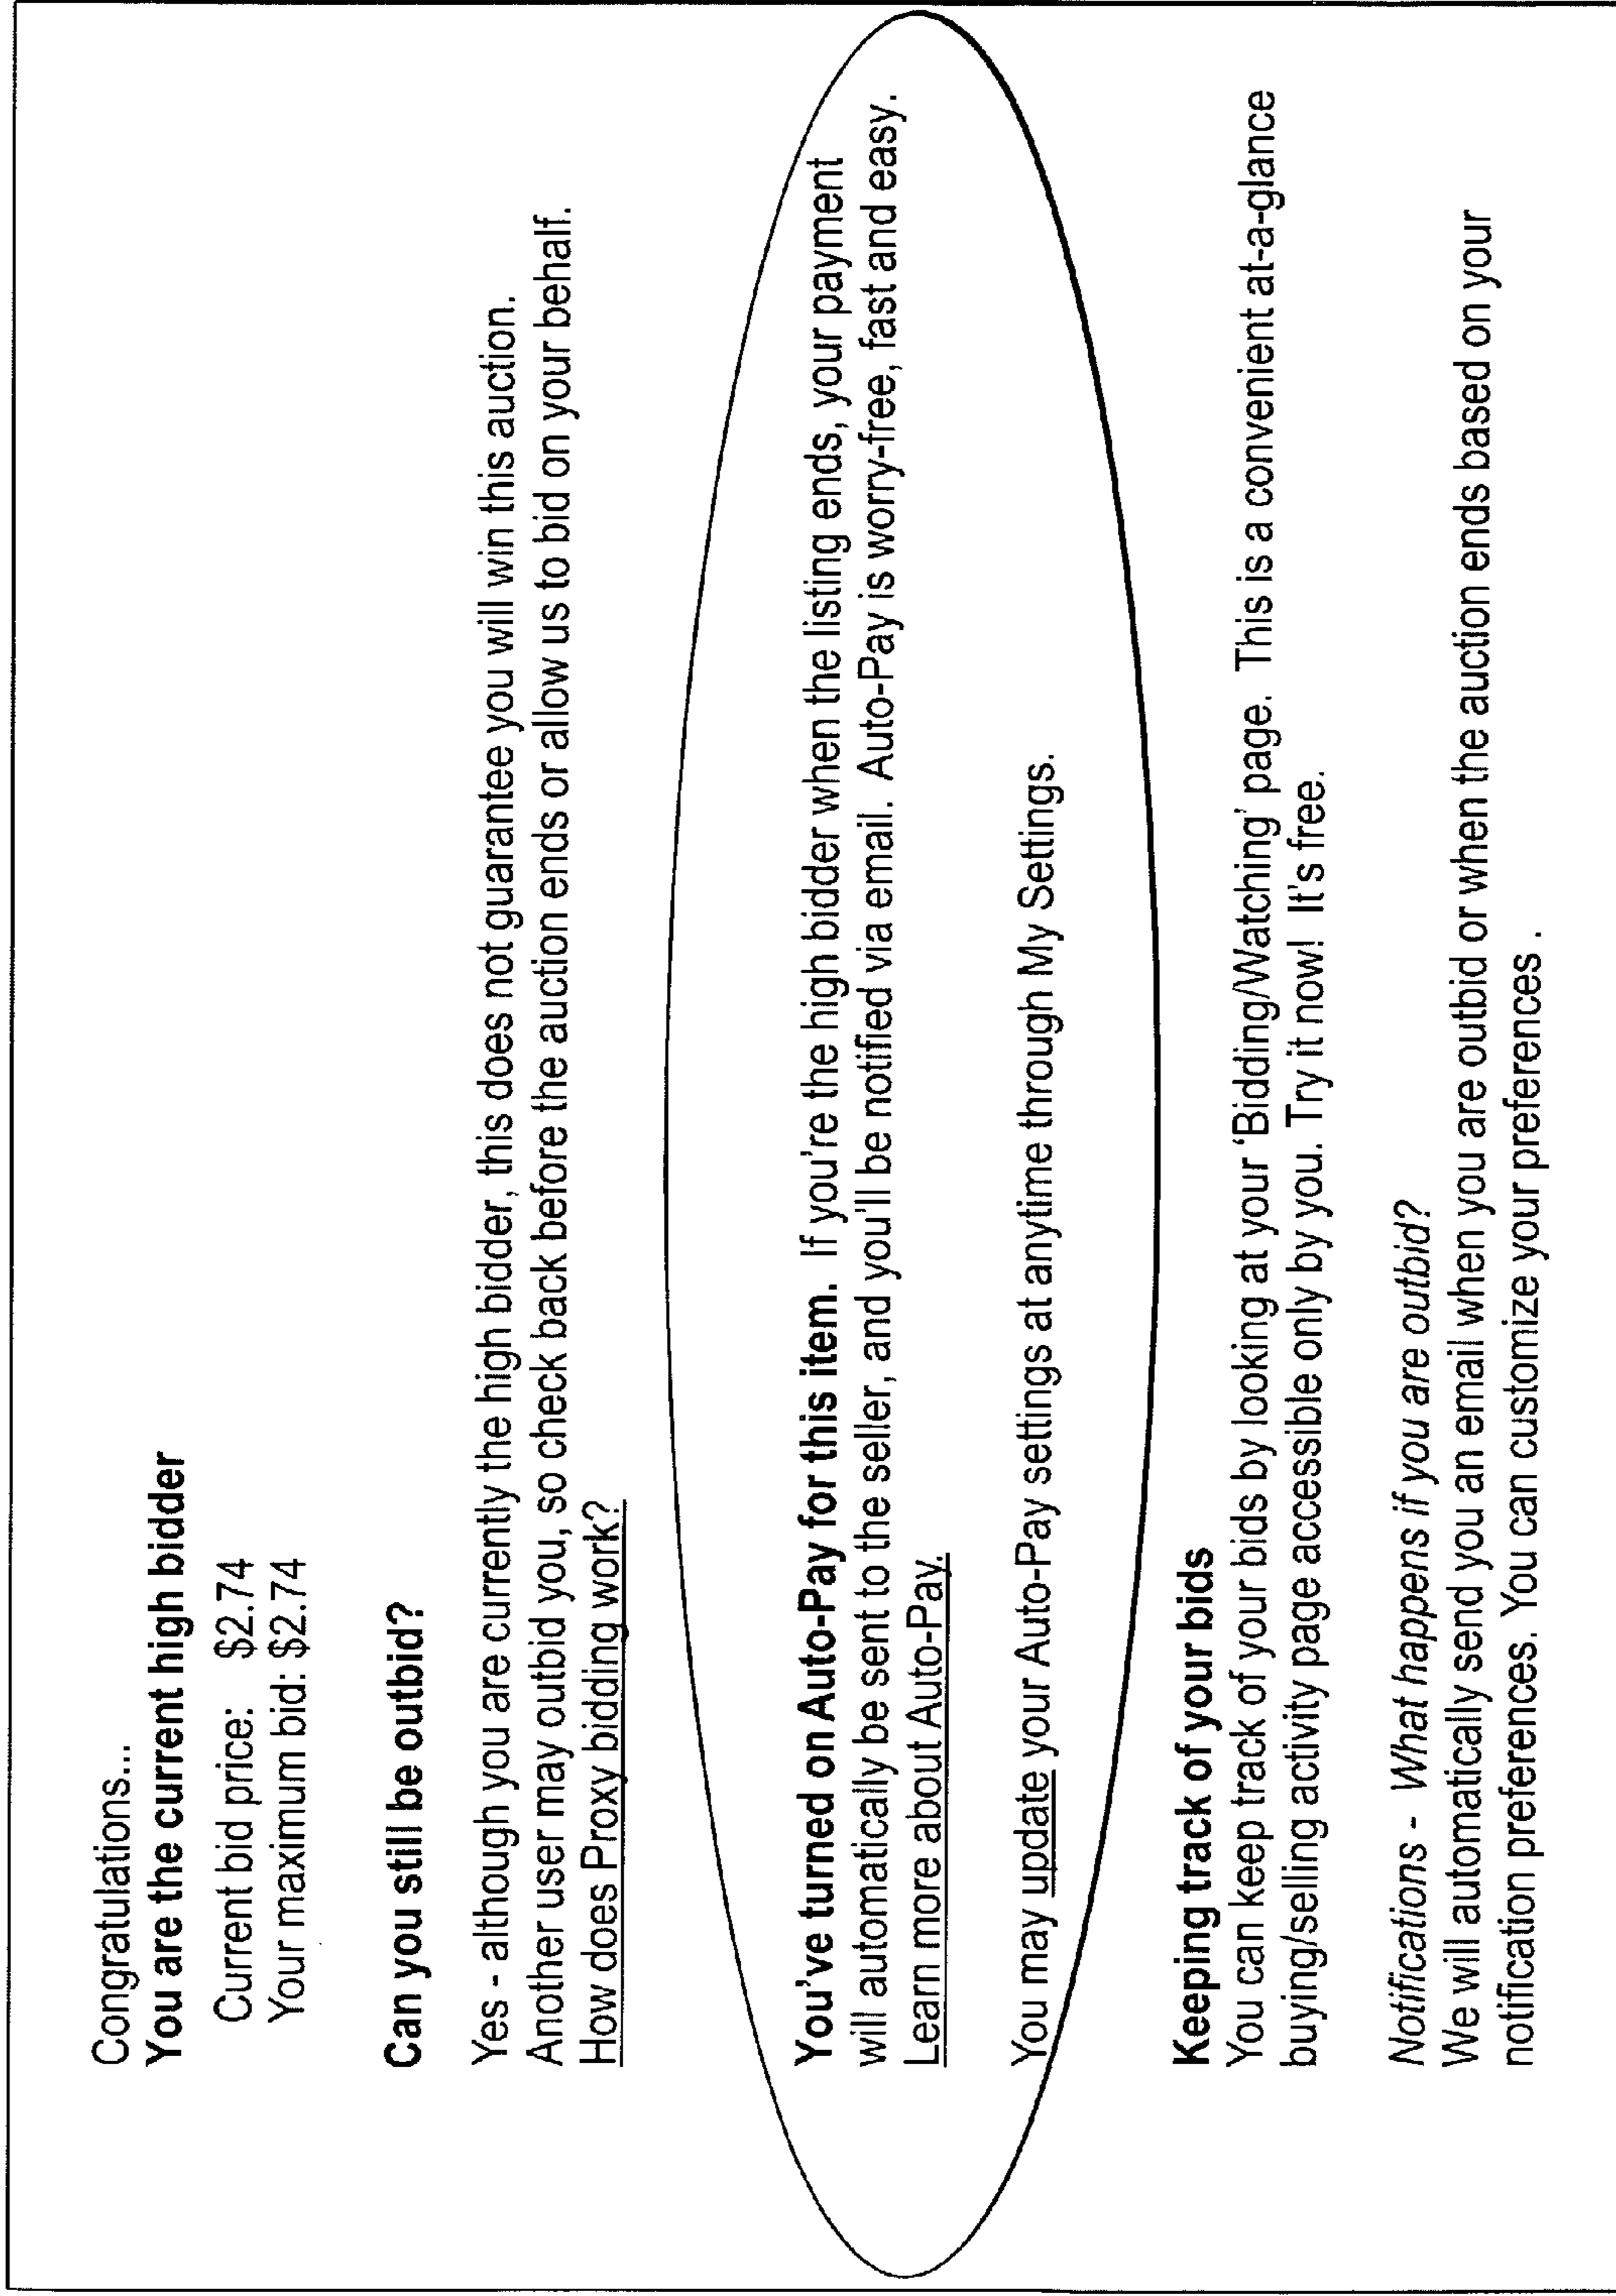 Congratulations...
You are the current high bidder
Current bid price: $2.74
Your maximum bid: $2.74
Can you still be outbid?
Yes - although you are currently the high bidder, this does not guarantee you will win this auction.
Another user may outbid you, so check back before the auction ends or allow us to bid on your behalf.
How does Proxy bidding work?
You've turned on Auto-Pay for this item. If you're the high bidder when the listing ends, your payment
will automatically be sent to the seller, and you'll be notified via email. Auto-Pay is worry-free, fast and easy.
Learn more about Auto-Pay.
You may update your Auto-Pay settings at anytime through My Settings.
Keeping track of your bids
You can keep track of your bids by looking at your 'Bidding/Watching' page. This is a convenient at-a-glance
buying/selling activity page accessible only by you. Try it now! It's free.
Notifications - What happens if you are outbid?
We will automatically send you an email when you are outbid or when the auction ends based on your
notification preferences. You can customize your preferences .